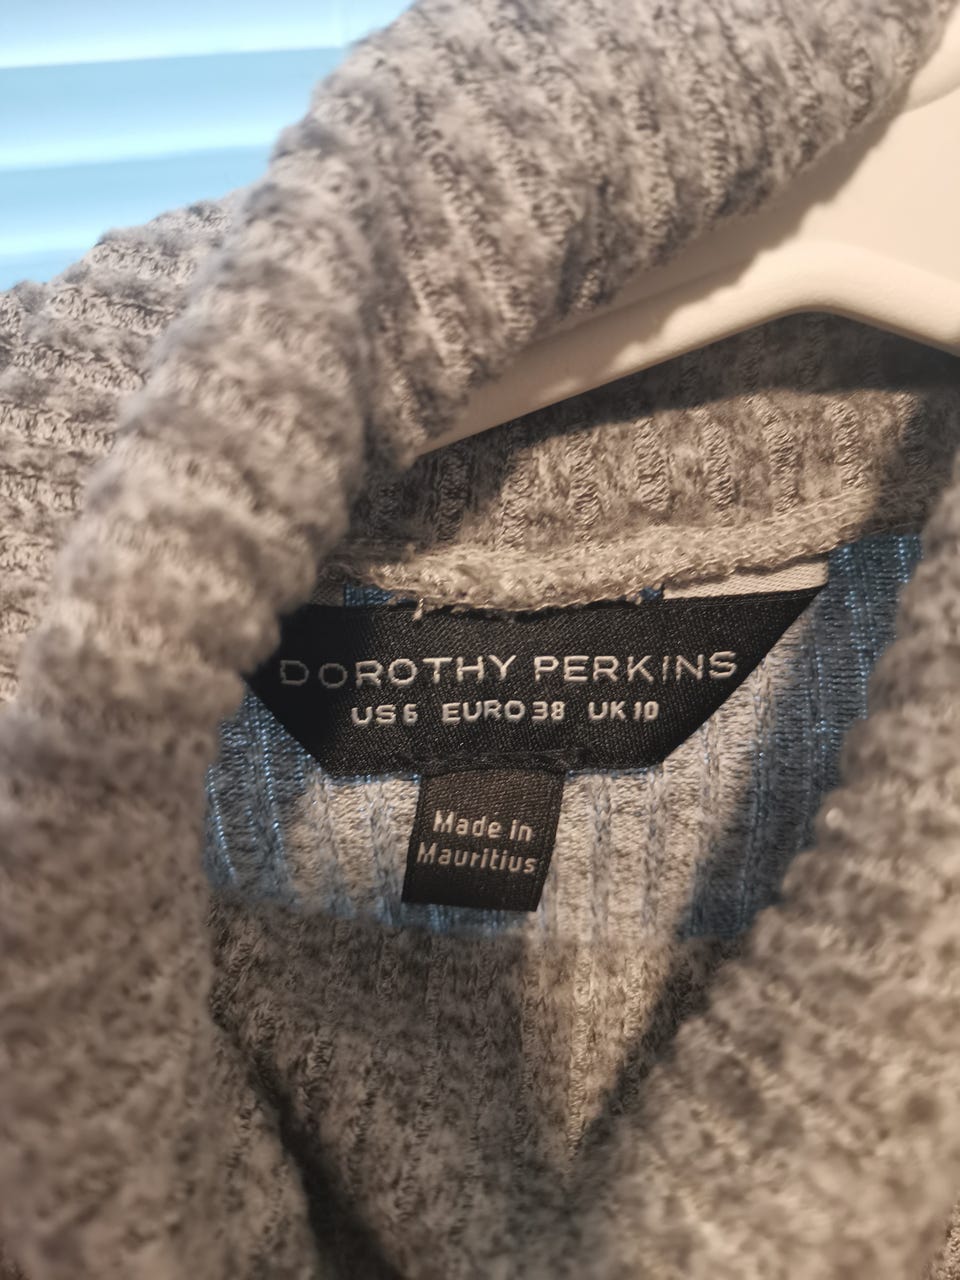 DOROTHY PERKINS
US 6 EURO 38 UK 10
Made in
Mauritius